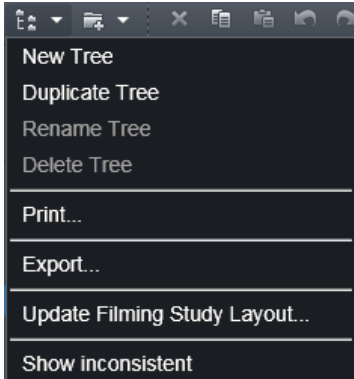 New Tree
Duplicate Tree
Rename Tree
Delete Tree
Print...
Export...
Update Filming Study Layout...
Show inconsistent